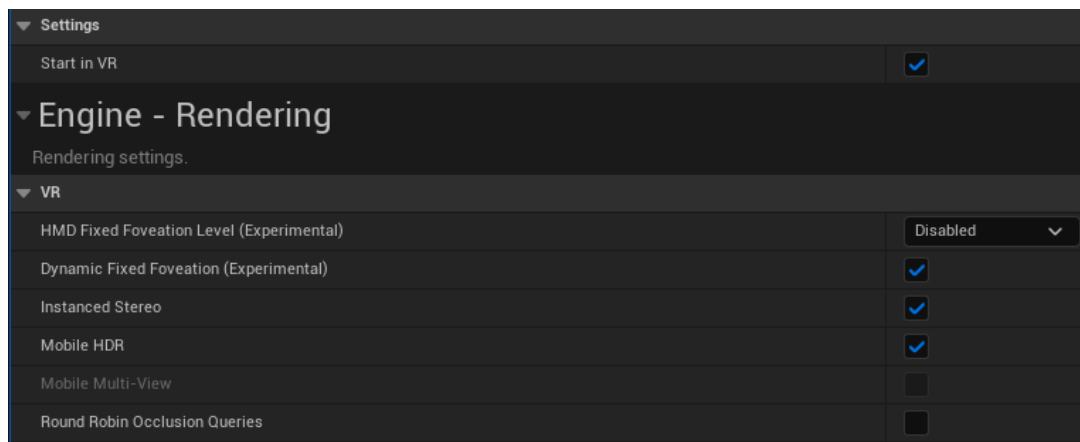 Settings
Start in VR
Engine - Rendering
Rendering settings.
VR
HMD Fixed Foveation Level (Experimental) Disabled
Dynamic Fixed Foveation (Experimental)
Instanced Stereo
Mobile HDR
Mobile Multi-View
Round Robin Occlusion Queries